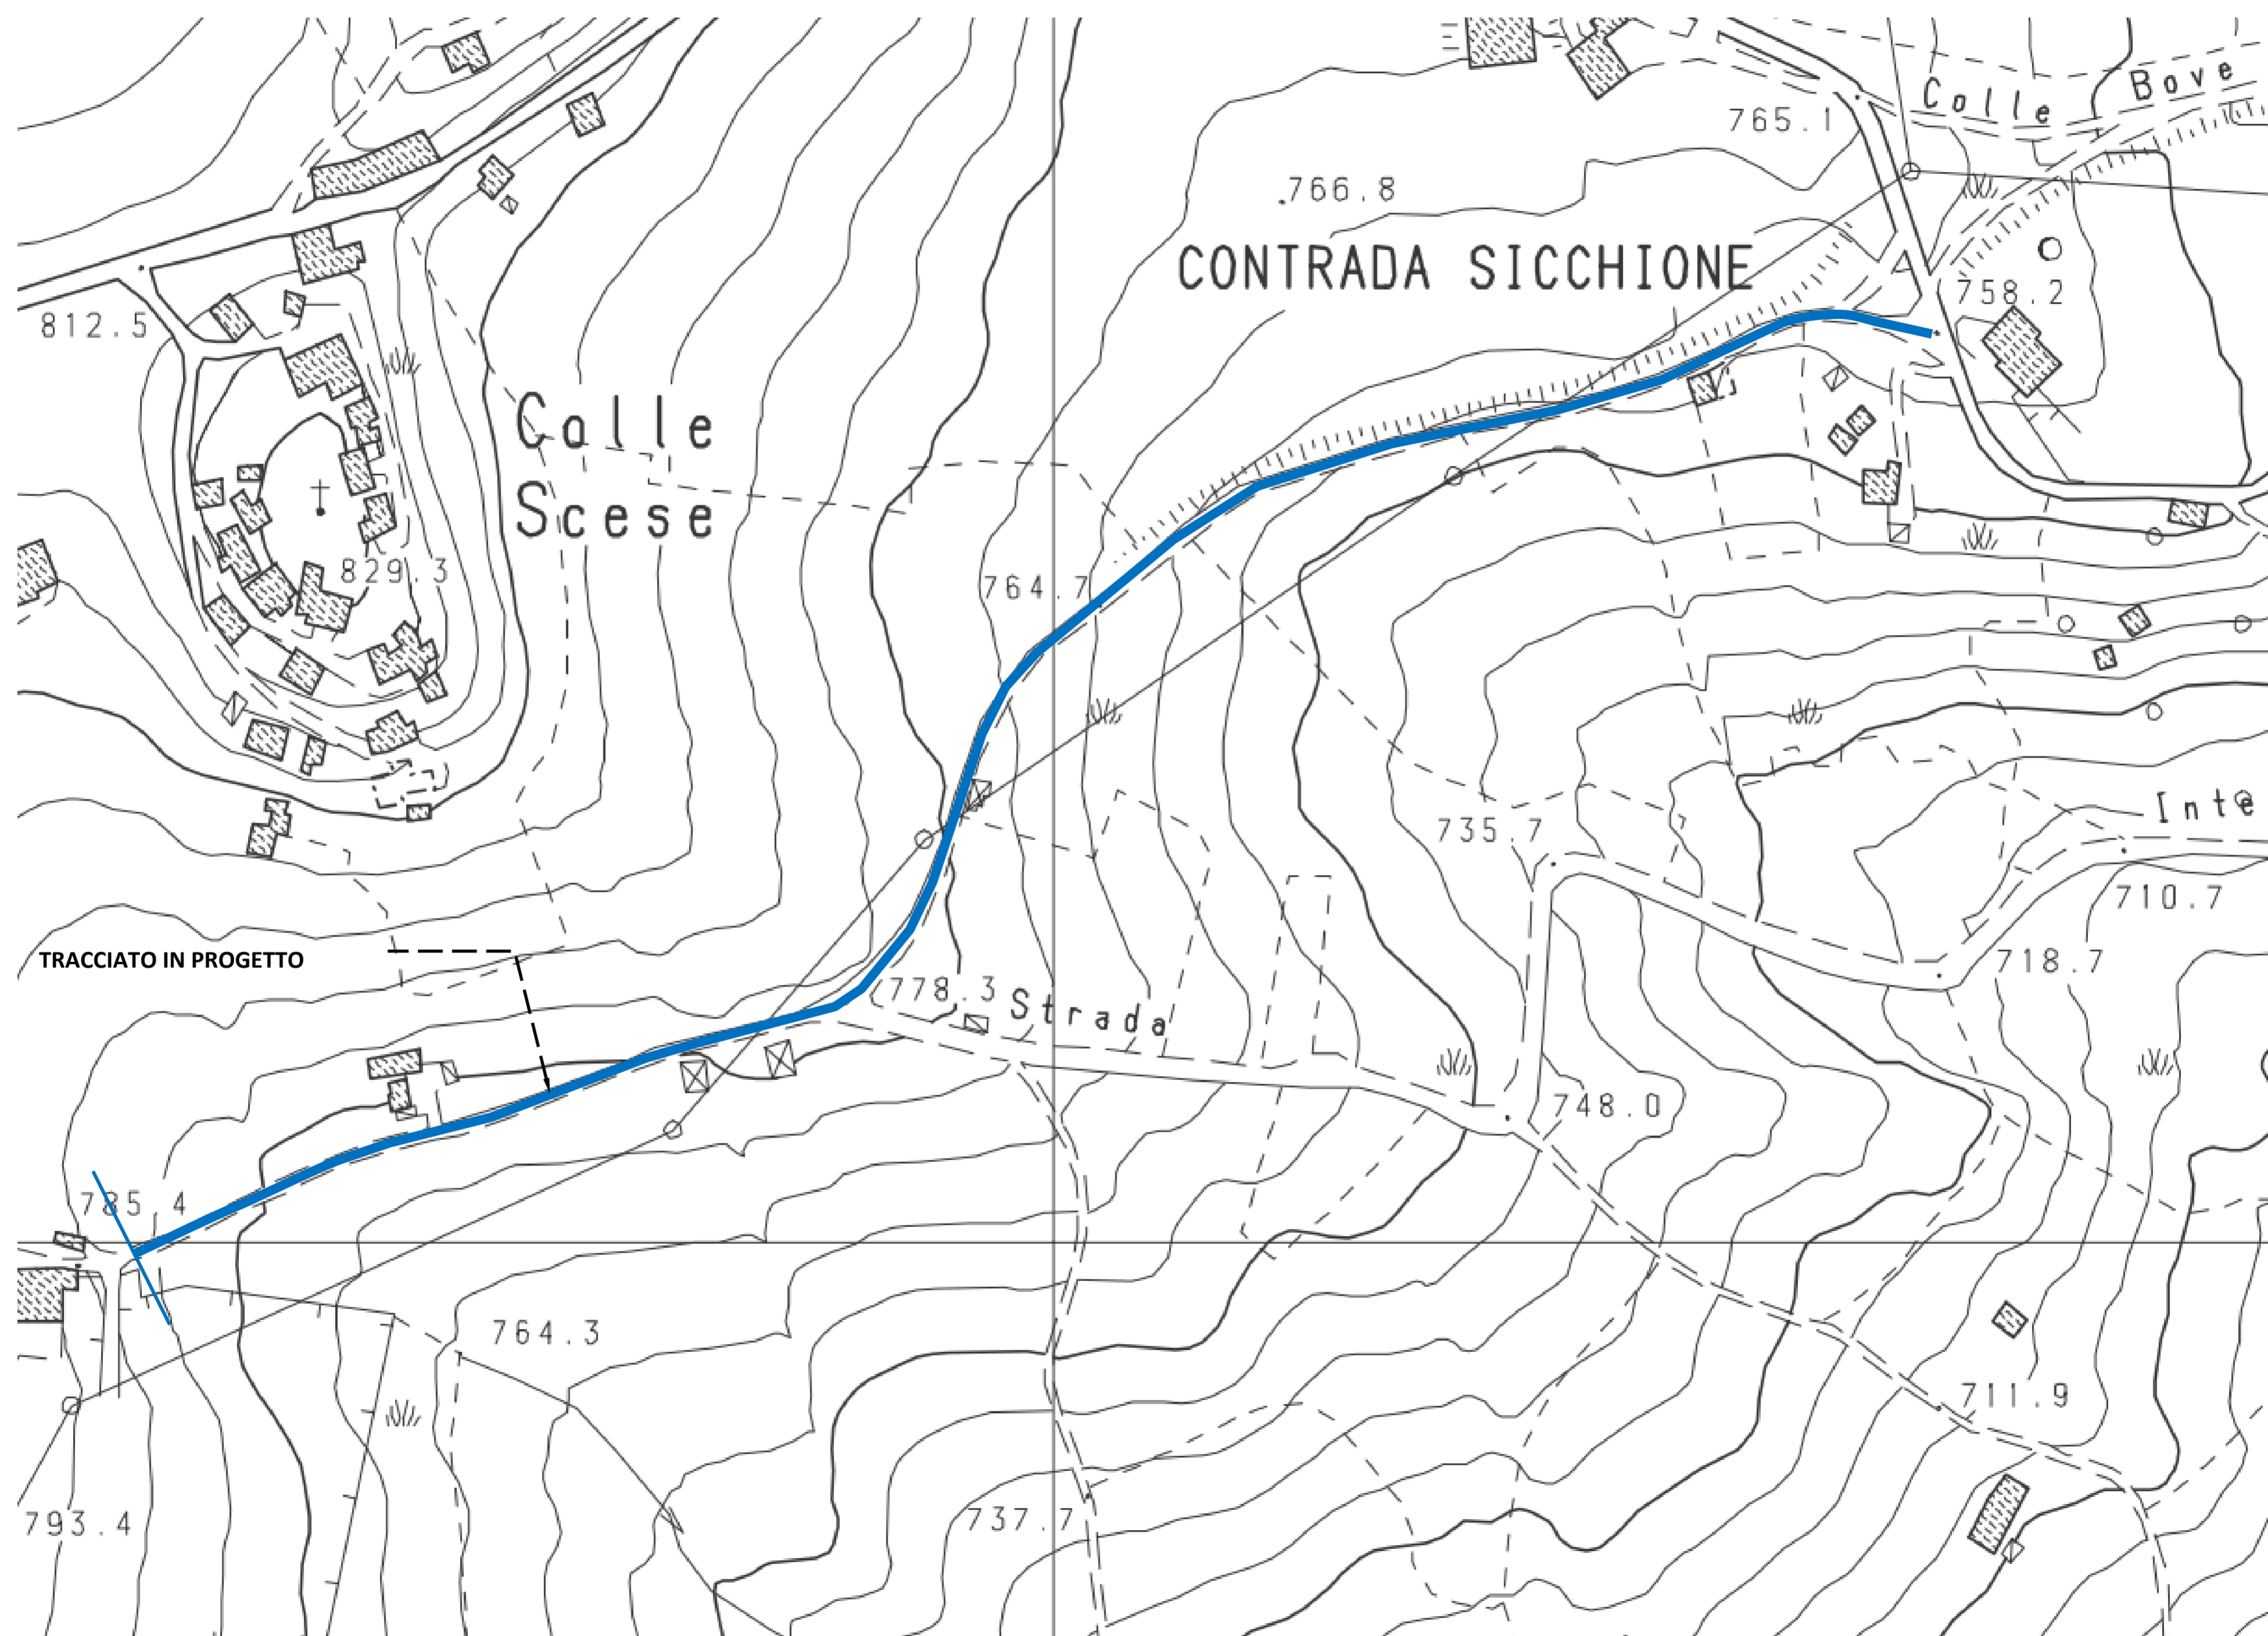 Colle Bove
765.1
766.8
CONTRADA SICCHIONE
758.2
812.5
Colle
Scese
829.3
764.7
Inte
735.7
710.7
TRACCIATO IN PROGETTO
718.7
778.3
Strada
748.0
785.4
764.3
711.9
793.4
737.7